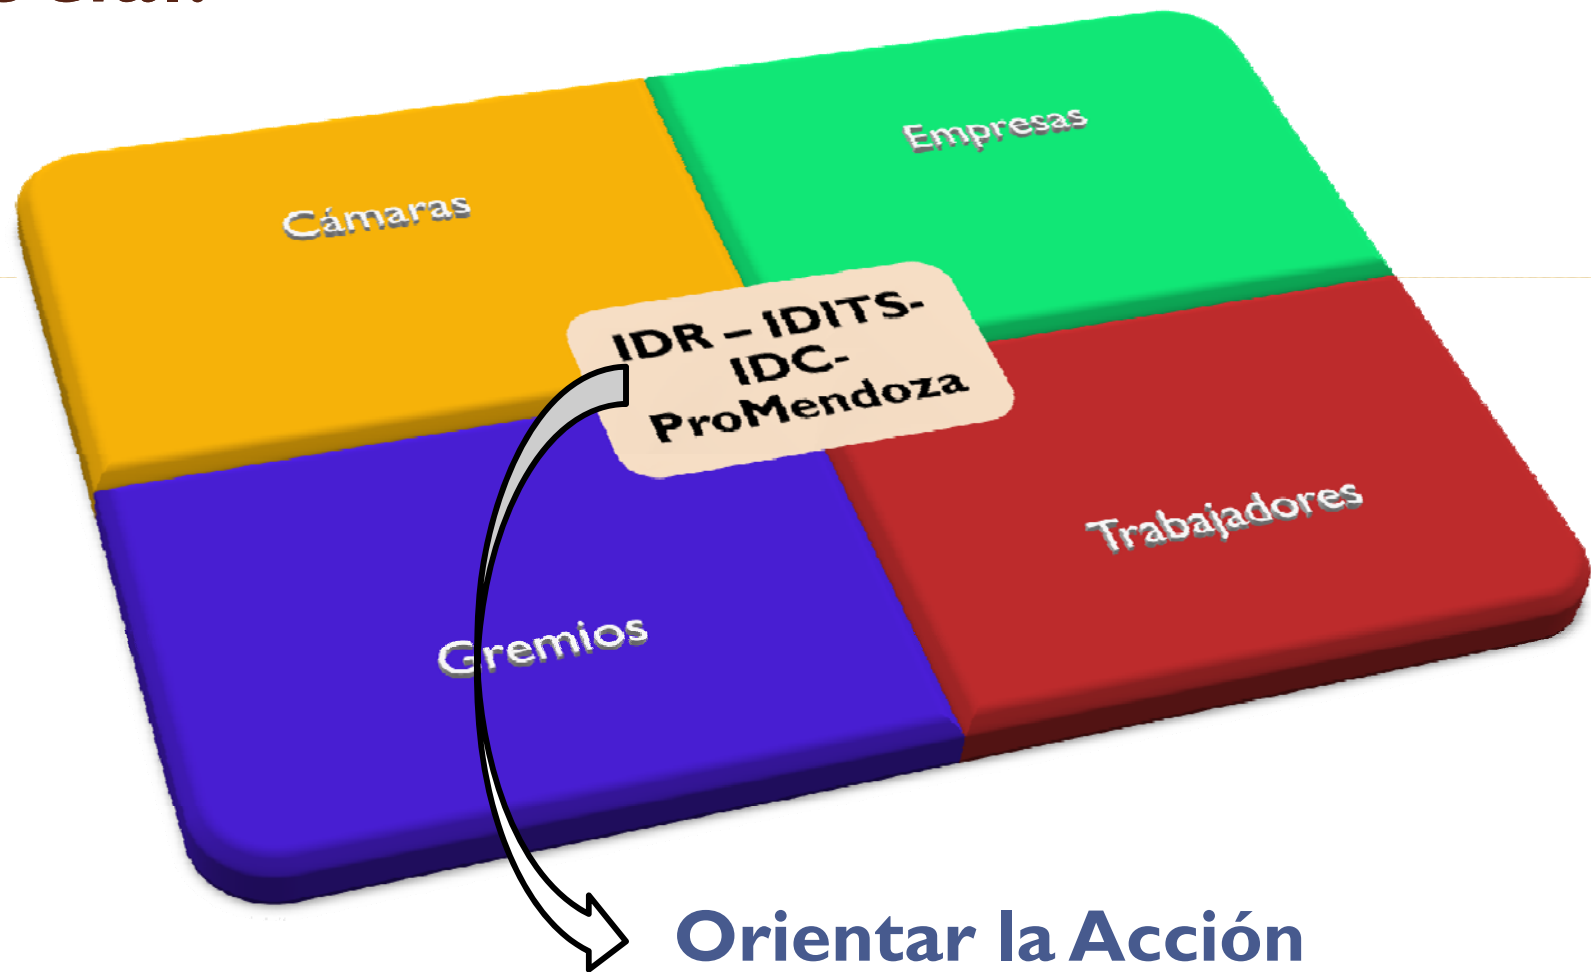 Empresas
Cámaras
IDR – IDITS-
IDC-
ProMendoza
Trabajadores
Gremios
Orientar la Acción